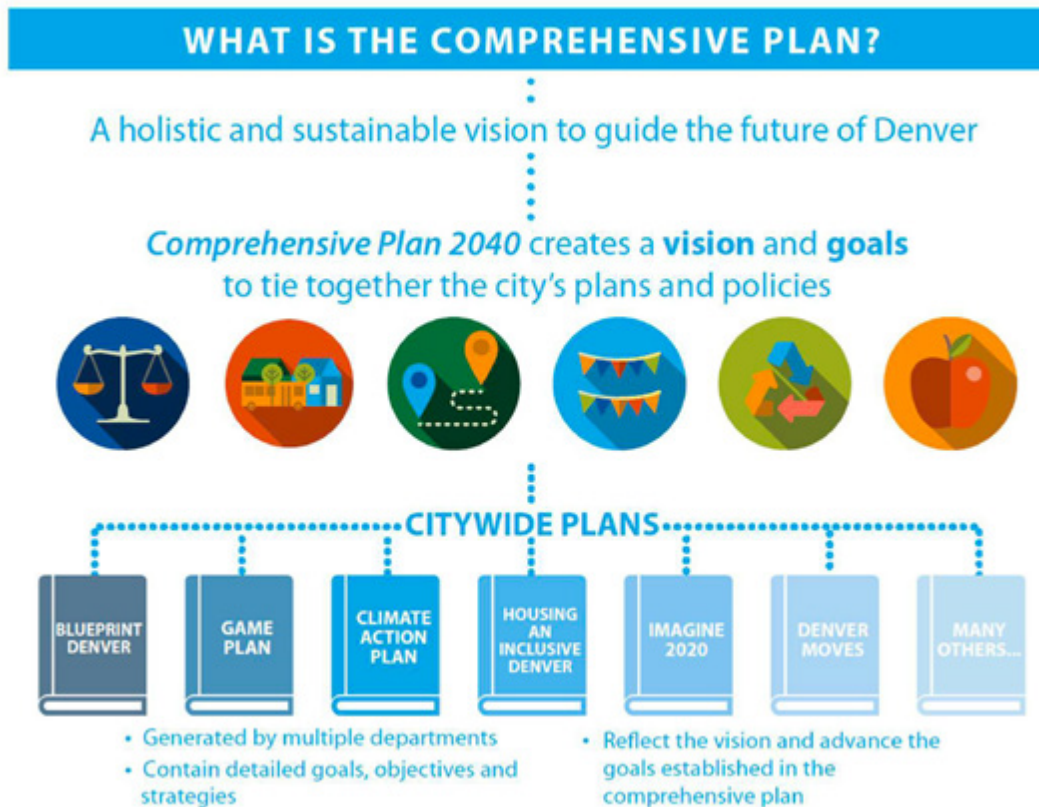 WHAT IS THE COMPREHENSIVE PLAN?
A holistic and sustainable vision to guide the future of Denver
Comprehensive Plan 2040 creates a vision and goals
to tie together the city's plans and policies
CITYWIDE PLANS
BLUEPRINT
DENVER
GAME
PLAN
CLIMATE
ACTION
PLAN
HOUSING
AN
INCLUSIVE
DENVER
IMAGINE
2020
DENVER
MOVES
MANY
OTHERS...
• Generated by multiple departments
• Contain detailed goals, objectives and
strategies
• Reflect the vision and advance the
goals established in the
comprehensive plan